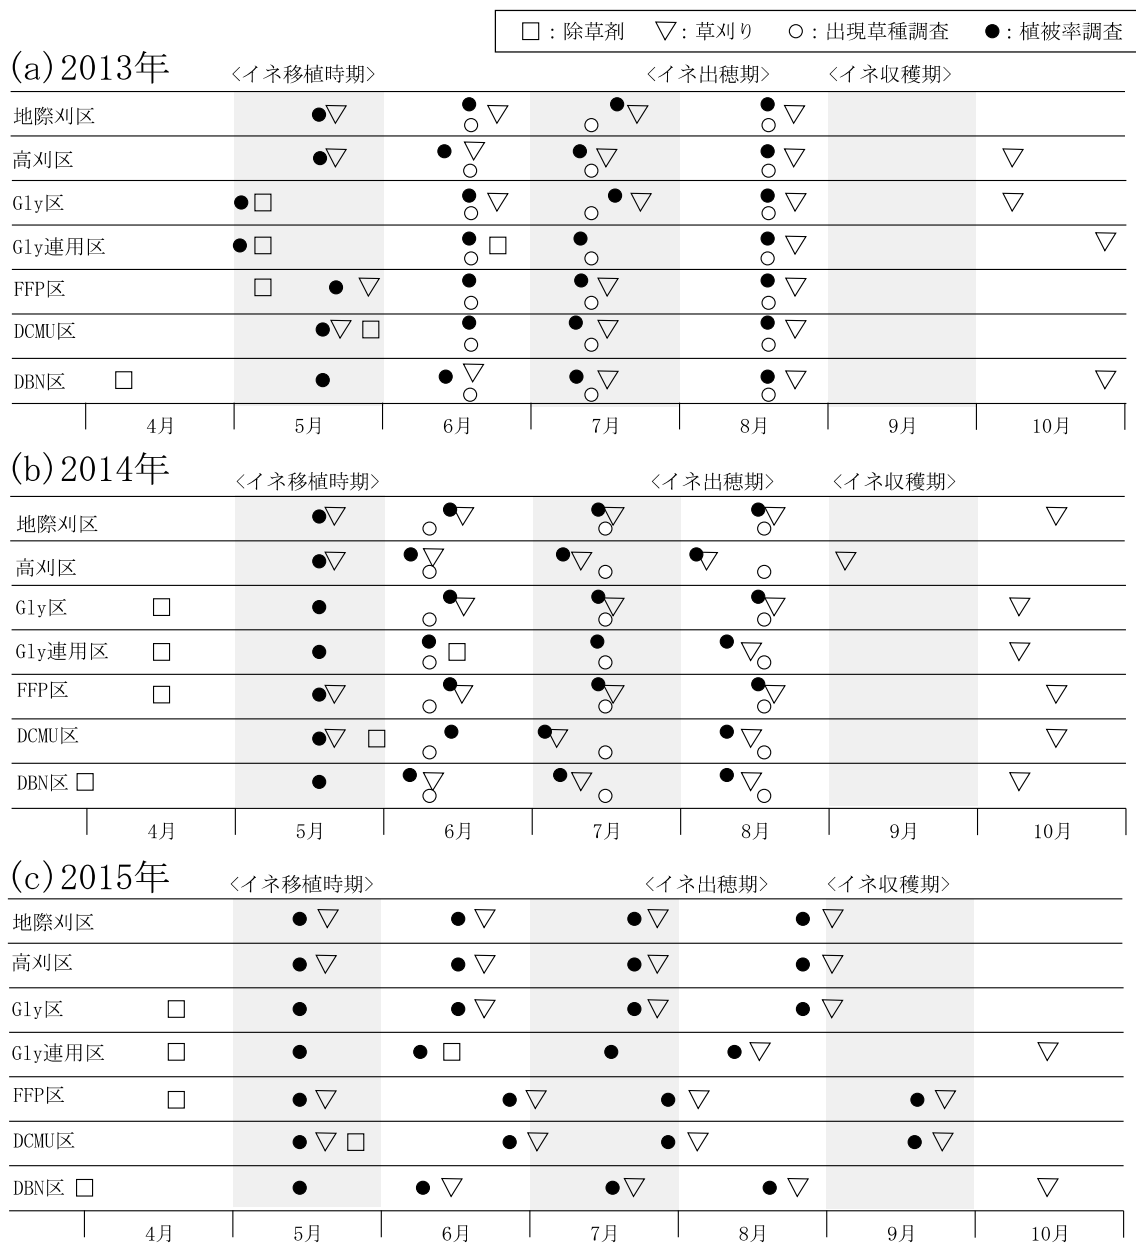 □：除草剤 ▽：草刈り ○：出現草種調査 ●：植被率調査
(a)2013年
<イネ移植時期> <イネ出穂期> <イネ収穫期>
地際刈区
高刈区
Gly区
Gly連用区
FFP区
DCMU区
DBN区
4月 5月 6月 7月 8月 9月 10月
(b)2014年
<イネ移植時期> <イネ出穂期> <イネ収穫期>
地際刈区
高刈区
Gly区
Gly連用区
FFP区
DCMU区
DBN区
4月 5月 6月 7月 8月 9月 10月
(c)2015年
<イネ移植時期> <イネ出穂期> <イネ収穫期>
地際刈区
高刈区
Gly区
Gly連用区
FFP区
DCMU区
DBN区
4月 5月 6月 7月 8月 9月 10月